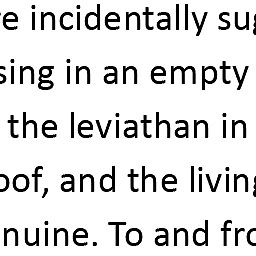 re incidentally sug
sing in an empty
the leviathan in
oof, and the living
nuine. To and fro